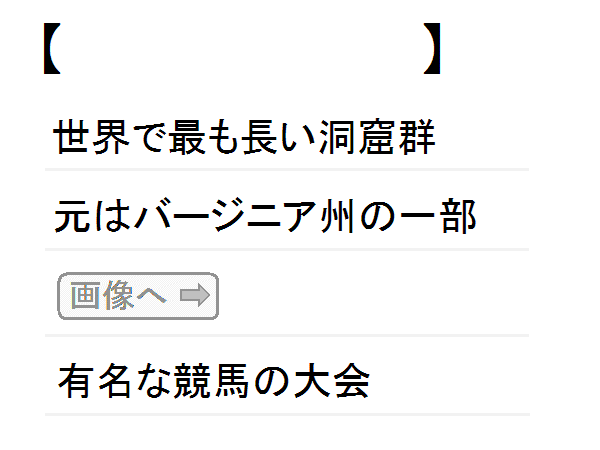 【 】
世界で最も長い洞窟群
元はバージニア州の一部
画像へ ⇨
有名な競馬の大会